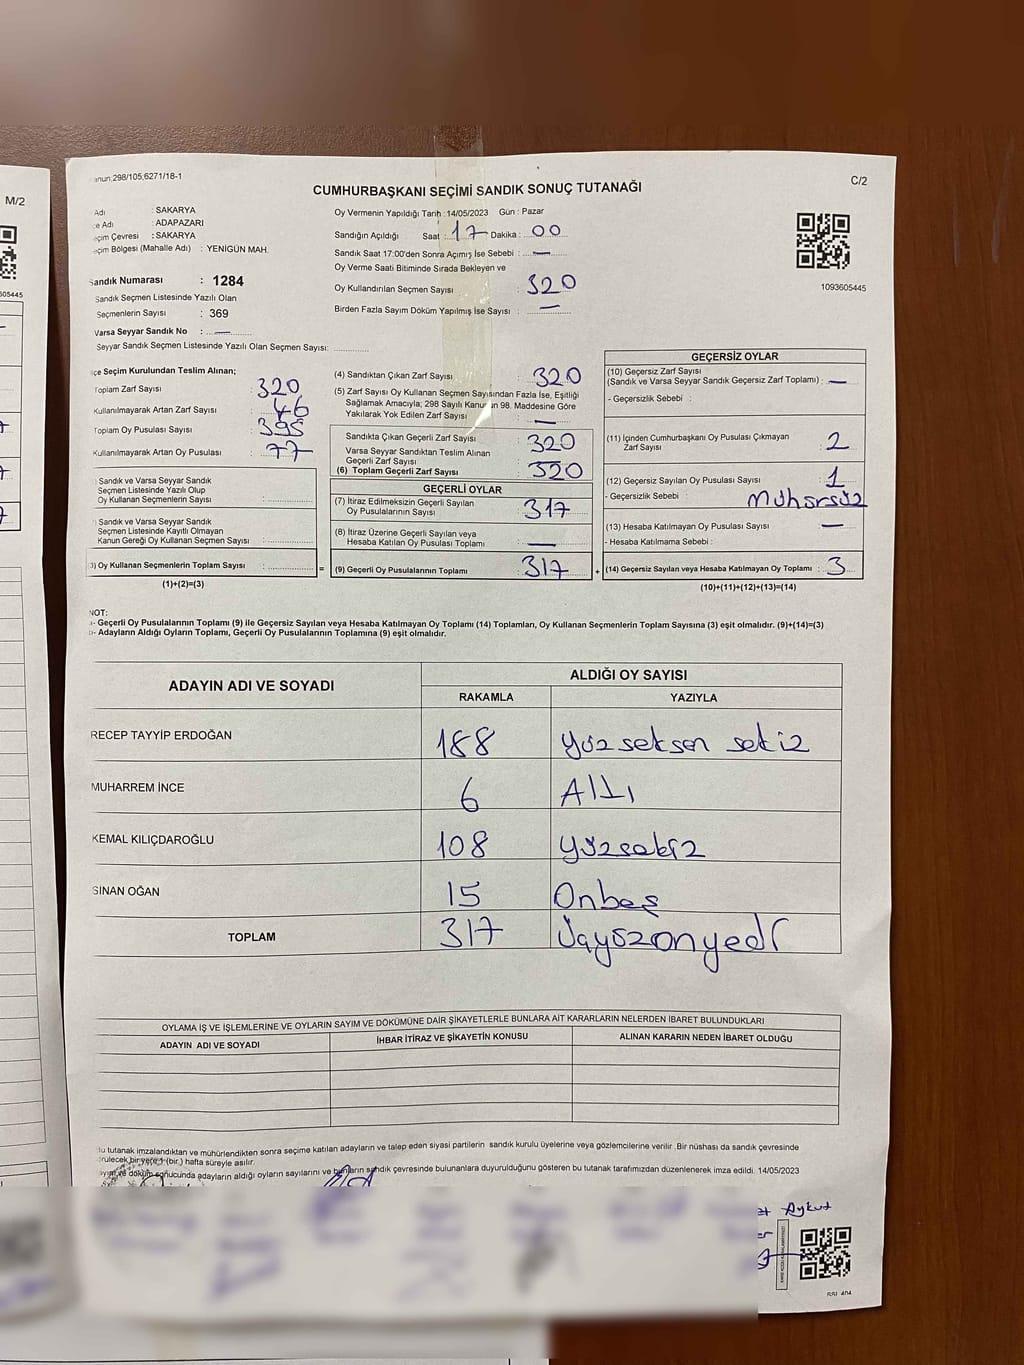 M/2
605445
anun;298/105;6271/18-1
C/2
CUMHURBAŞKANI SEÇİMİ SANDIK SONUÇ TUTANAĞI
Adı : SAKARYA
çe Adı : ADAPAZARI
eçim Çevresi : SAKARYA
eçim Bölgesi (Mahalle Adı) : YENİGÜN MAH.
Sandık Numarası : 1284
Sandık Seçmen Listesinde Yazılı Olan
Seçmenlerin Sayısı : 369
Varsa Seyyar Sandık No : —
Seyyar Sandık Seçmen Listesinde Yazılı Olan Seçmen Sayısı:
Oy Vermenin Yapıldığı Tarih : 14/05/2023 Gün : Pazar
Sandığın Açıldığı Saat : 17 Dakika : 00
Sandık Saat 17:00'den Sonra Açımış İse Sebebi : —
Oy Verme Saati Bitiminde Sırada Bekleyen ve
Oy Kullandırılan Seçmen Sayısı : 320
Birden Fazla Sayım Döküm Yapılmış İse Sayısı : —
1093605445
çe Seçim Kurulundan Teslim Alınan;
Toplam Zarf Sayısı : 320
Kullanılmayarak Artan Zarf Sayısı : 46
Toplam Oy Pusulası Sayısı : 395
Kullanılmayarak Artan Oy Pusulası : 77
) Sandık ve Varsa Seyyar Sandık
Seçmen Listesinde Yazılı Olup
Oy Kullanan Seçmenlerin Sayısı :
) Sandık ve Varsa Seyyar Sandık
Seçmen Listesinde Kayıtlı Olmayan
Kanun Gereği Oy Kullanan Seçmen Sayısı :
3) Oy Kullanan Seçmenlerin Toplam Sayısı : =
(1)+(2)=(3)
(4) Sandıktan Çıkan Zarf Sayısı : 320
(5) Zarf Sayısı Oy Kullanan Seçmen Sayısından Fazla İse, Eşitliği
Sağlamak Amacıyla; 298 Sayılı Kanunun 98. Maddesine Göre
Yakılarak Yok Edilen Zarf Sayısı : —
Sandıkta Çıkan Geçerli Zarf Sayısı : 320
Varsa Seyyar Sandıktan Teslim Alınan
Geçerli Zarf Sayısı : —
(6) Toplam Geçerli Zarf Sayısı : 320
GEÇERLİ OYLAR
(7) İtiraz Edilmeksizin Geçerli Sayılan
Oy Pusulalarının Sayısı : 317
(8) İtiraz Üzerine Geçerli Sayılan veya
Hesaba Katılan Oy Pusulası Toplamı : —
(9) Geçerli Oy Pusulalarının Toplamı : 317 +
GEÇERSİZ OYLAR
(10) Geçersiz Zarf Sayısı
(Sandık ve Varsa Seyyar Sandık Geçersiz Zarf Toplamı) : —
- Geçersizlik Sebebi :
(11) İçinden Cumhurbaşkanı Oy Pusulası Çıkmayan
Zarf Sayısı : 2
(12) Geçersiz Sayılan Oy Pusulası Sayısı : 1
- Geçersizlik Sebebi : Mühürsüz
(13) Hesaba Katılmayan Oy Pusulası Sayısı : —
- Hesaba Katılmama Sebebi :
(14) Geçersiz Sayılan veya Hesaba Katılmayan Oy Toplamı : 3
(10)+(11)+(12)+(13)=(14)
NOT:
a- Geçerli Oy Pusulalarının Toplamı (9) ile Geçersiz Sayılan veya Hesaba Katılmayan Oy Toplamı (14) Toplamları, Oy Kullanan Seçmenlerin Toplam Sayısına (3) eşit olmalıdır. (9)+(14)=(3)
b- Adayların Aldığı Oyların Toplamı, Geçerli Oy Pusulalarının Toplamına (9) eşit olmalıdır.
ADAYIN ADI VE SOYADI ALDIĞI OY SAYISI
RAKAMLA YAZIYLA
RECEP TAYYİP ERDOĞAN 188 yüzseksen sekiz
MUHARREM İNCE 6 Altı
KEMAL KILIÇDAROĞLU 108 yüzsekiz
SİNAN OĞAN 15 Onbeş
TOPLAM 317 Üçyüzonyedi
OYLAMA İŞ VE İŞLEMLERİNE VE OYLARIN SAYIM VE DÖKÜMÜNE DAİR ŞİKAYETLERLE BUNLARA AİT KARARLARIN NELERDEN İBARET BULUNDUKLARI
ADAYIN ADI VE SOYADI İHBAR İTİRAZ VE ŞİKAYETİN KONUSU ALINAN KARARIN NEDEN İBARET OLDUĞU
bu tutanak imzalandıktan ve mühürlendikten sonra seçime katılan adayların ve talep eden siyasi partilerin sandık kurulu üyelerine veya gözlemcilerine verilir .Bir nüshası da sandık çevresinde
görülecek bir yere 1 (bir) hafta süreyle asılır.
ayım ve döküm sonucunda adayların aldığı oyların sayılarını ve bunların sandık çevresinde bulunanlara duyurulduğunu gösteren bu tutanak tarafımızdan düzenlenerek imza edildi. 14/05/2023
et Aykut